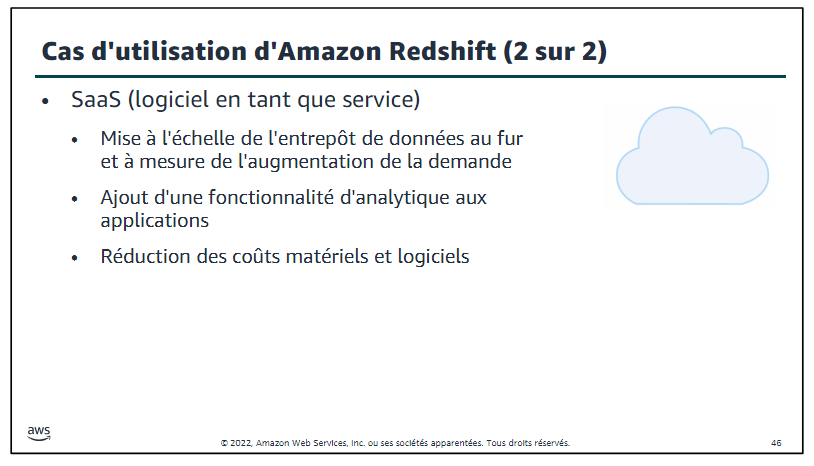 Cas d'utilisation d'Amazon Redshift (2 sur 2)
• SaaS (logiciel en tant que service)
• Mise à l'échelle de l'entrepôt de données au fur
et à mesure de l'augmentation de la demande
• Ajout d'une fonctionnalité d'analytique aux
applications
• Réduction des coûts matériels et logiciels
aws
© 2022, Amazon Web Services, Inc. ou ses sociétés apparentées. Tous droits réservés.
46